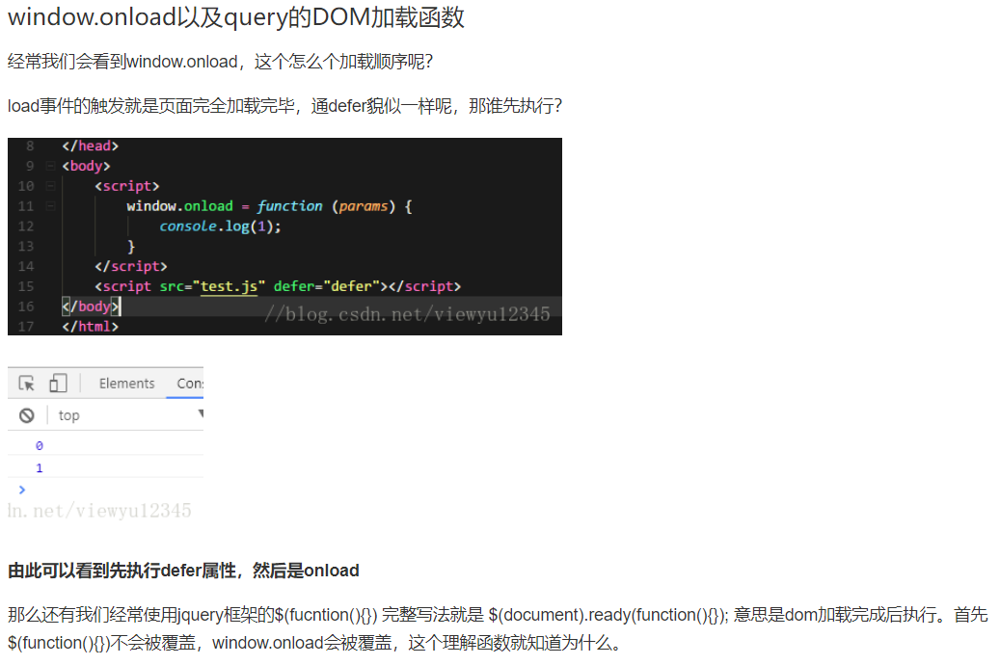 window.onload以及query的DOM加载函数
经常我们会看到window.onload，这个怎么个加载顺序呢？
load事件的触发就是页面完全加载完毕，通defer貌似一样呢，那谁先执行？
8 </head>
9 <body>
10 <script>
11 window.onload = function (params) {
12 console.log(1);
13 }
14 </script>
15 <script src="test.js" defer="defer"></script>
16 </body>
//blog.csdn.net/viewyu12345
17 </html>
Elements Con
top
0
1
>
dn.net/viewyu12345
由此可以看到先执行defer属性，然后是onload
那么还有我们经常使用jquery框架的$(fucntion(){}) 完整写法就是 $(document).ready(function(){}); 意思是dom加载完成后执行。首先
$(function(){})不会被覆盖，window.onload会被覆盖，这个理解函数就知道为什么。